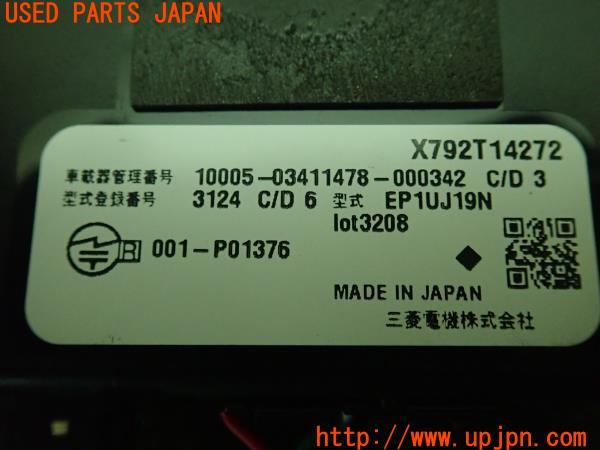 USED PARTS JAPAN
X792T14272
車載器管理番号 10005-03411478-000342 C/D 3
型式登録番号 3124 C/D 6 型式 EP1UJ19N
lot3208
R 001-P01376
MADE IN JAPAN
三菱電機株式会社
http://www.upjpn.com/